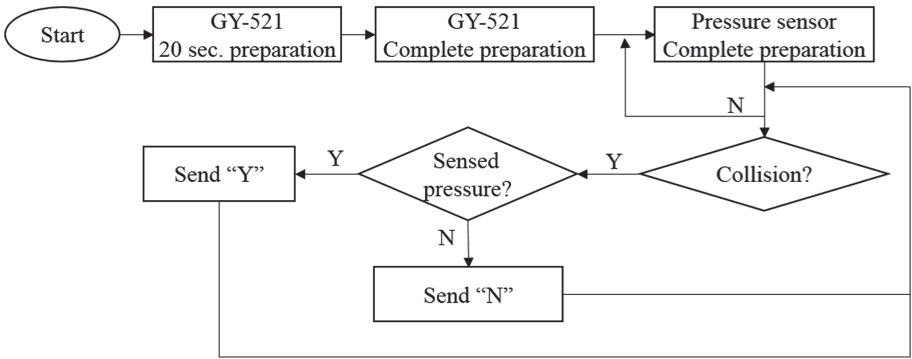 Start
GY-521
20 sec. preparation
GY-521
Complete preparation
Pressure sensor
Complete preparation
N
Collision?
Y
Sensed
pressure?
Y
Send “Y”
N
Send “N”